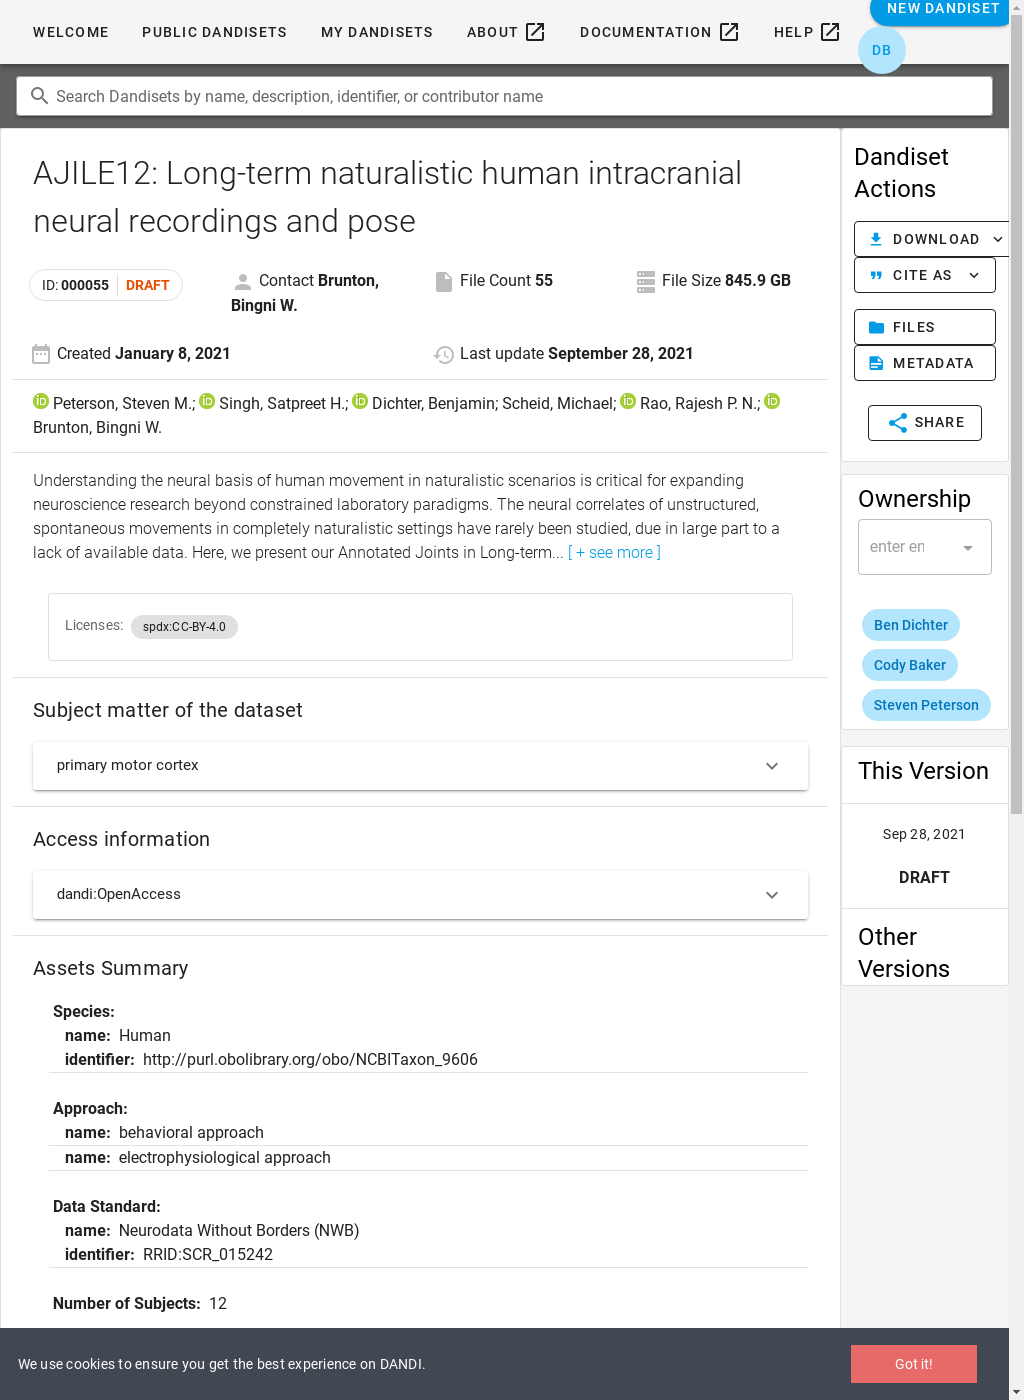 NEW DANDISET
WELCOME PUBLIC DANDISETS MY DANDISETS ABOUT DOCUMENTATION HELP
DB
Search Dandisets by name, description, identifier, or contributor name
AJILE12: Long-term naturalistic human intracranial
neural recordings and pose
ID: 000055 DRAFT
Contact Brunton,
Bingni W.
File Count 55
File Size 845.9 GB
Created January 8, 2021
Last update September 28, 2021
iD Peterson, Steven M.; iD Singh, Satpreet H.; iD Dichter, Benjamin; Scheid, Michael; iD Rao, Rajesh P. N.; iD
Brunton, Bingni W.
Understanding the neural basis of human movement in naturalistic scenarios is critical for expanding
neuroscience research beyond constrained laboratory paradigms. The neural correlates of unstructured,
spontaneous movements in completely naturalistic settings have rarely been studied, due in large part to a
lack of available data. Here, we present our Annotated Joints in Long-term... [ + see more ]
Licenses: spdx:CC-BY-4.0
Subject matter of the dataset
primary motor cortex
Access information
dandi:OpenAccess
Assets Summary
Species:
name: Human
identifier: http://purl.obolibrary.org/obo/NCBITaxon_9606
Approach:
name: behavioral approach
name: electrophysiological approach
Data Standard:
name: Neurodata Without Borders (NWB)
identifier: RRID:SCR_015242
Number of Subjects: 12
Dandiset
Actions
DOWNLOAD
CITE AS
FILES
METADATA
SHARE
Ownership
enter en
Ben Dichter
Cody Baker
Steven Peterson
This Version
Sep 28, 2021
DRAFT
Other
Versions
We use cookies to ensure you get the best experience on DANDI.
Got it!